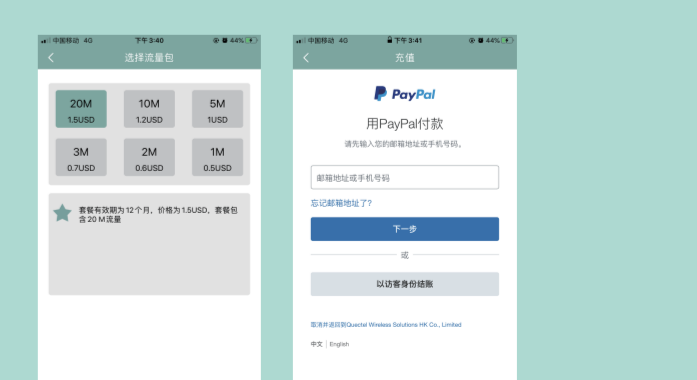 中国移动 4G 下午3:40 44%
选择流量包
20M 10M 5M
1.5USD 1.2USD 1USD
3M 2M 1M
0.7USD 0.6USD 0.5USD
套餐有效期为12个月，价格为1.5USD，套餐包
含20 M流量
中国移动 4G 下午3:41 44%
充值
PayPal
用PayPal付款
请先输入您的邮箱地址或手机号码。
邮箱地址或手机号码
忘记邮箱地址了?
下一步
或
以访客身份结账
取消并返回到Quectel Wireless Solutions HK Co., Limited
中文 | English